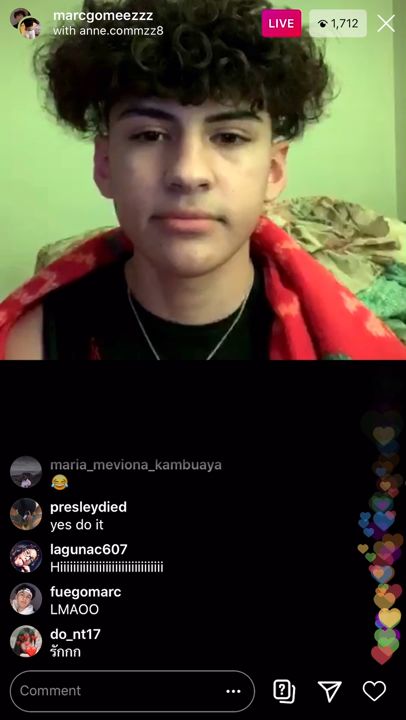 marcgomeezzz
with anne.commzz8
LIVE
1,712
maria_meviona_kambuaya
😂
presleydied
yes do it
lagunac607
Hiiiiiiiiiiiiiiiiiiiiiiiiiiiiiiii
fuegomarc
LMAOO
do_nt17
รักกก
Comment